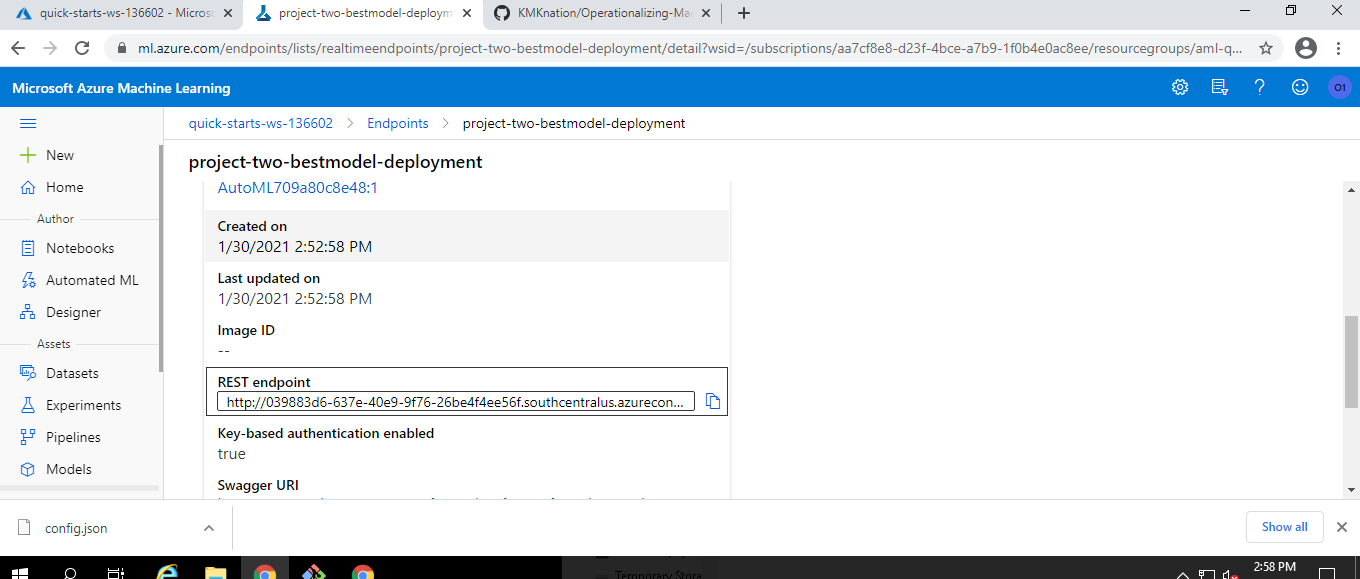 quick-starts-ws-136602 - Microso
project-two-bestmodel-deploym
KMKnation/Operationalizing-Ma
ml.azure.com/endpoints/lists/realtimeendpoints/project-two-bestmodel-deployment/detail?wsid=/subscriptions/aa7cf8e8-d23f-4bce-a7b9-1f0b4e0ac8ee/resourcegroups/aml-q...
Microsoft Azure Machine Learning
O1
quick-starts-ws-136602 > Endpoints > project-two-bestmodel-deployment
New
Home
Author
Notebooks
Automated ML
Designer
Assets
Datasets
Experiments
Pipelines
Models
project-two-bestmodel-deployment
AutoML709a80c8e48:1
Created on
1/30/2021 2:52:58 PM
Last updated on
1/30/2021 2:52:58 PM
Image ID
--
REST endpoint
http://039883d6-637e-40e9-9f76-26be4f4ee56f.southcentralus.azurecon...
Key-based authentication enabled
true
Swagger URI
config.json
Show all
Temporary Stora
2:58 PM